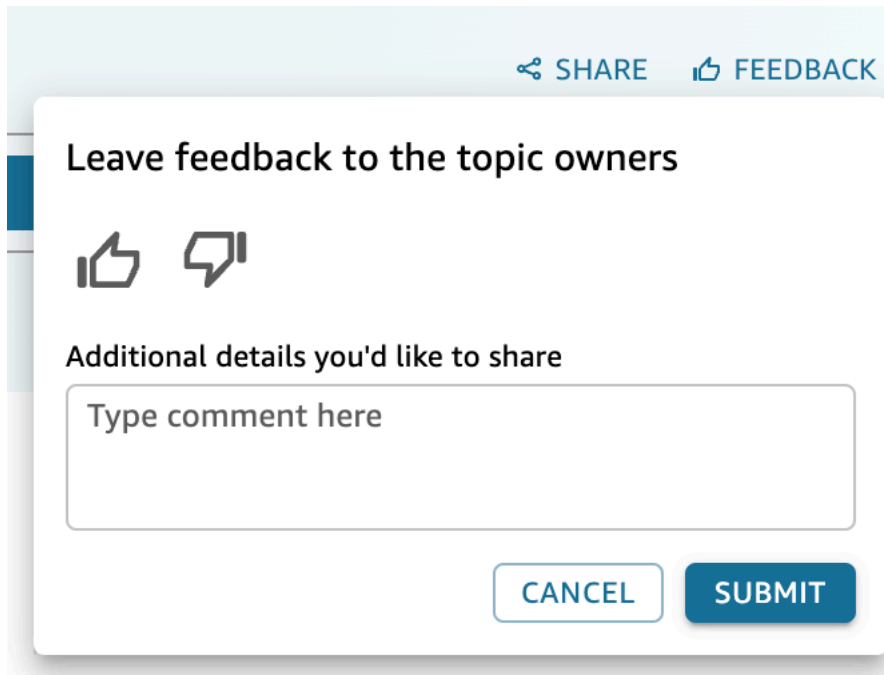 SHARE FEEDBACK
Leave feedback to the topic owners
Additional details you'd like to share
Type comment here
CANCEL SUBMIT